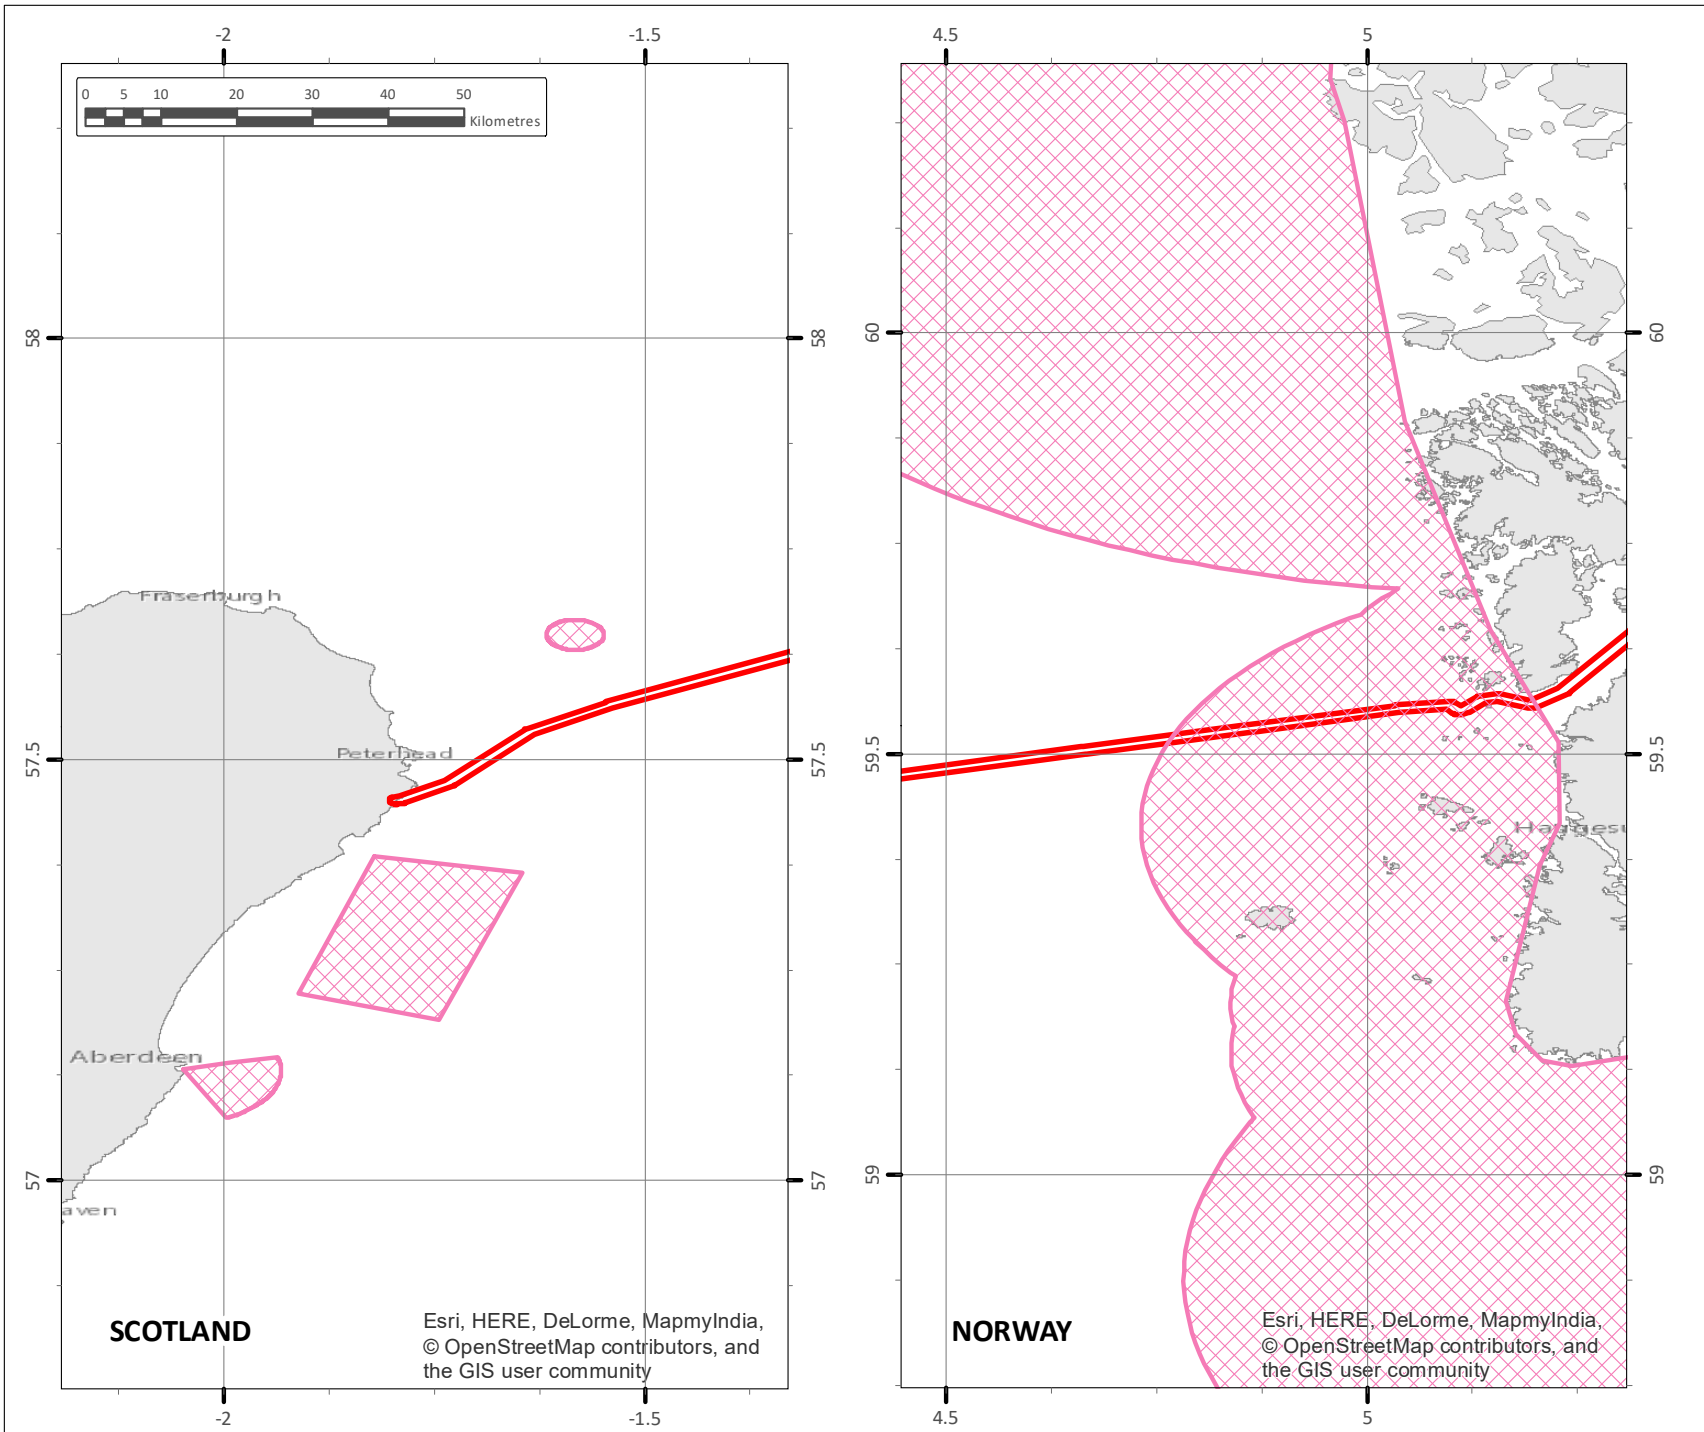 -2
-1.5
4.5
5
0 5 10 20 30 40 50
Kilometres
58
58
60
60
Fraserburgh
Peterhead
57.5
57.5
59.5
59.5
Aberdeen
57
57
59
59
aven
SCOTLAND
Esri, HERE, DeLorme, MapmyIndia,
© OpenStreetMap contributors, and
the GIS user community
NORWAY
Esri, HERE, DeLorme, MapmyIndia,
© OpenStreetMap contributors, and
the GIS user community
-2
-1.5
4.5
5